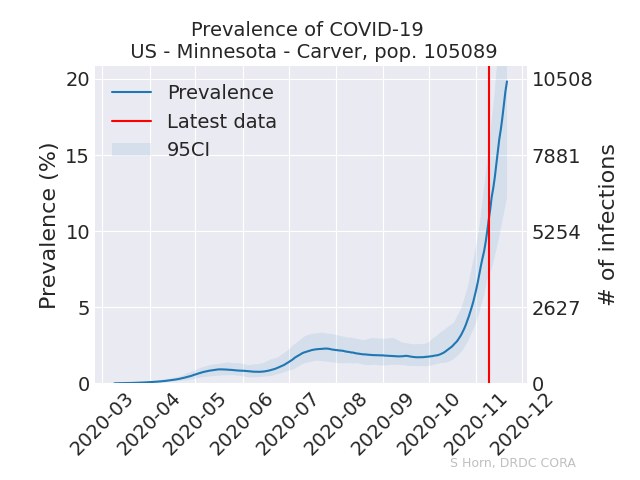 Prevalence of COVID-19
US - Minnesota - Carver, pop. 105089
Prevalence
Latest data
95CI
Prevalence (%)
20
15
10
5
0
10508
7881
5254
2627
0
# of infections
2020-03
2020-04
2020-05
2020-06
2020-07
2020-08
2020-09
2020-10
2020-11
2020-12
S Horn, DRDC CORA